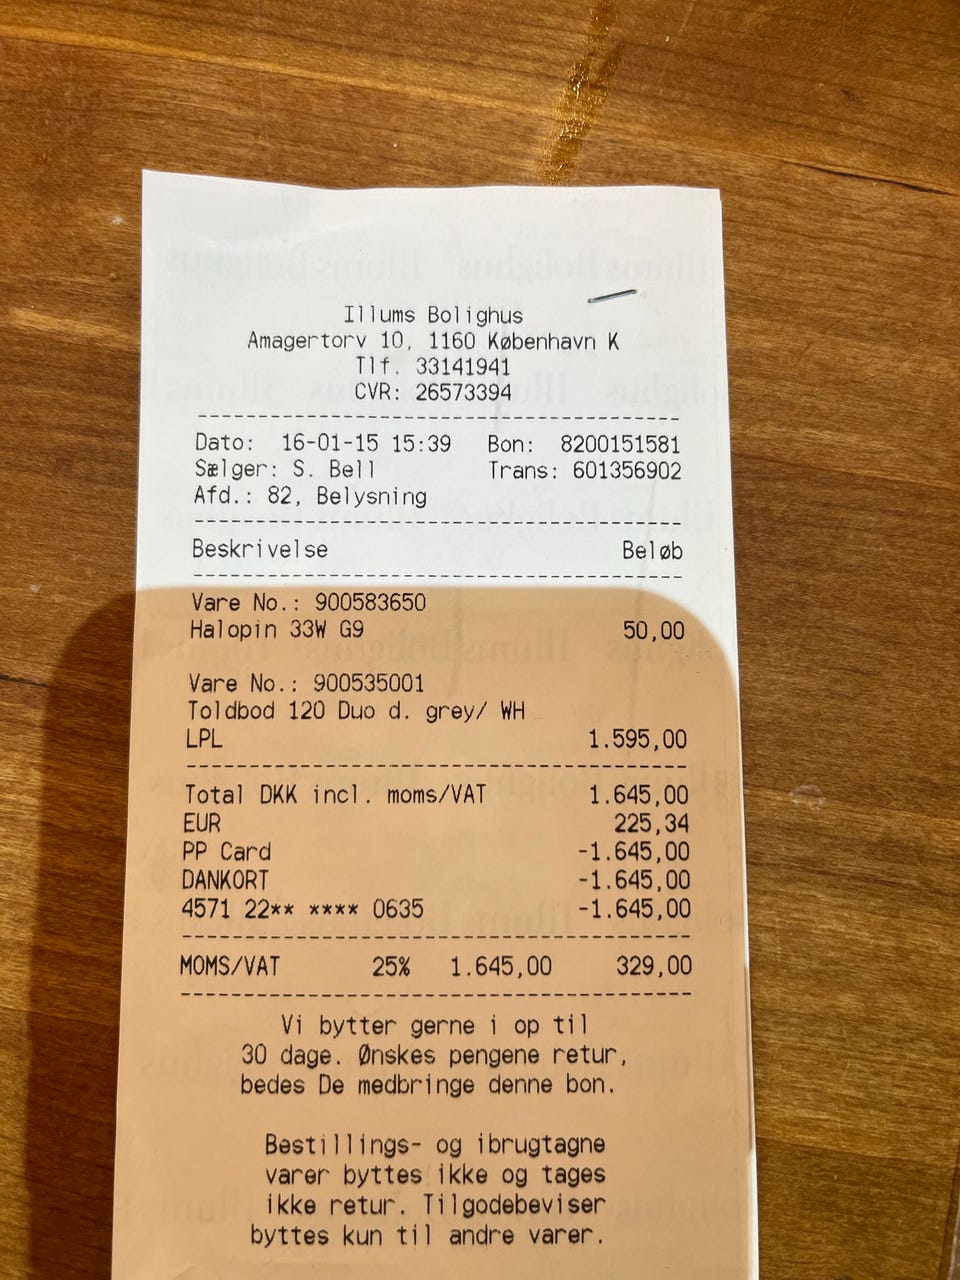 Illums Bolighus
Amagertorv 10, 1160 København K
Tlf. 33141941
CVR: 26573394
Dato: 16-01-15 15:39 Bon: 8200151581
Sælger: S. Bell Trans: 601356902
Afd.: 82, Belysning
Beskrivelse Beløb
Vare No.: 900583650
Halopin 33W G9 50,00
Vare No.: 900535001
Toldbod 120 Duo d. grey/ WH
LPL 1.595,00
Total DKK incl. moms/VAT 1.645,00
EUR 225,34
PP Card -1.645,00
DANKORT -1.645,00
4571 22** **** 0635 -1.645,00
MOMS/VAT 25% 1.645,00 329,00
Vi bytter gerne i op til
30 dage. Ønskes pengene retur,
bedes De medbringe denne bon.
Bestillings- og ibrugtagne
varer byttes ikke og tages
ikke retur. Tilgodebeviser
byttes kun til andre varer.